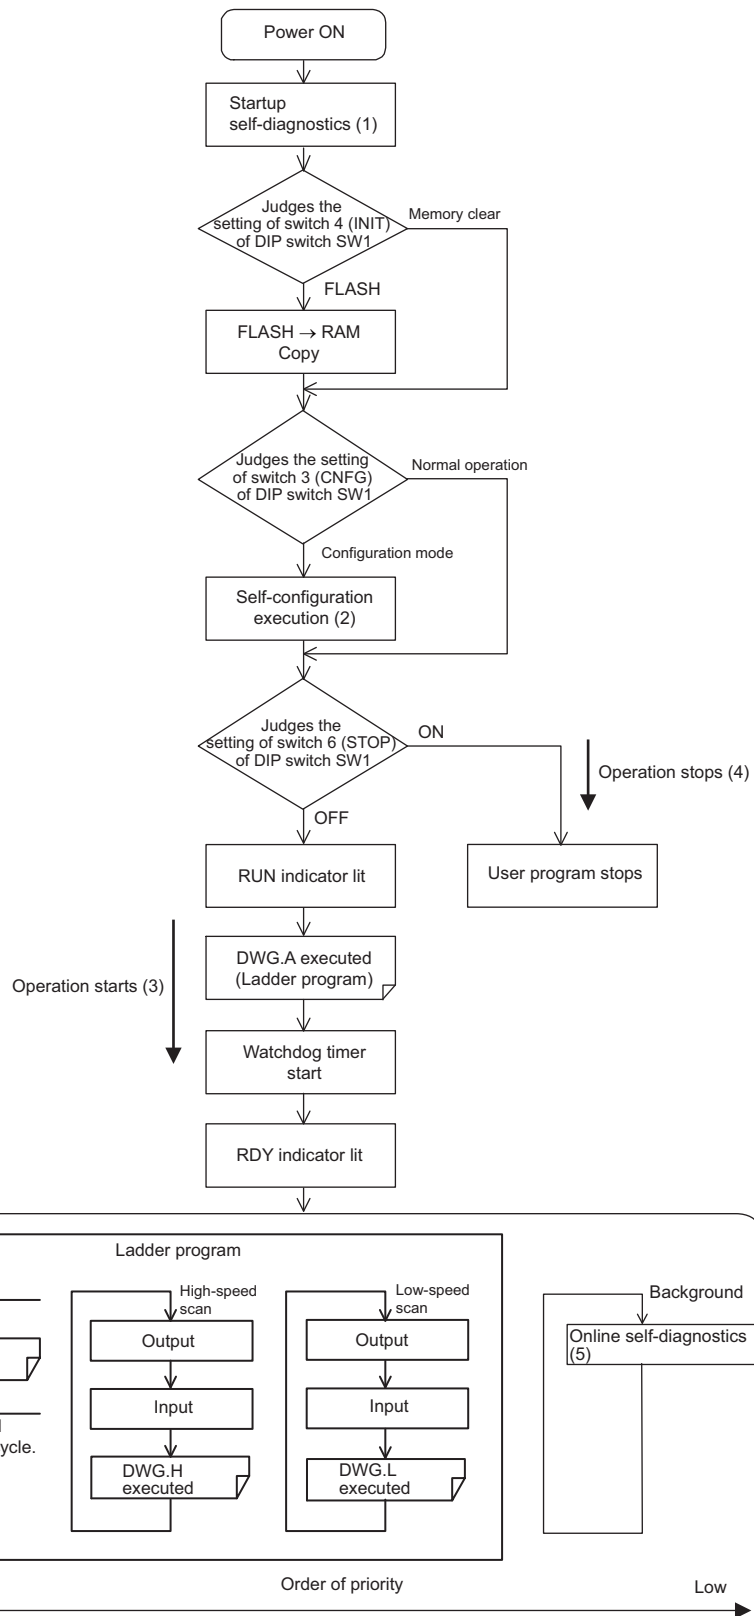 Power ON
Startup
self-diagnostics (1)
Judges the
setting of switch 4 (INIT)
of DIP switch SW1
Memory clear
FLASH
FLASH → RAM
Copy
Judges the setting
of switch 3 (CNFG)
of DIP switch SW1
Normal operation
Configuration mode
Self-configuration
execution (2)
Judges the
setting of switch 6 (STOP)
of DIP switch SW1
ON
Operation stops (4)
OFF
RUN indicator lit
User program stops
DWG.A executed
(Ladder program)
Operation starts (3)
Watchdog timer
start
RDY indicator lit
Ladder program
High-speed
scan
Output
Input
DWG.H
executed
Low-speed
scan
Output
Input
DWG.L
executed
Background
Online self-diagnostics
(5)
ycle.
Order of priority
Low